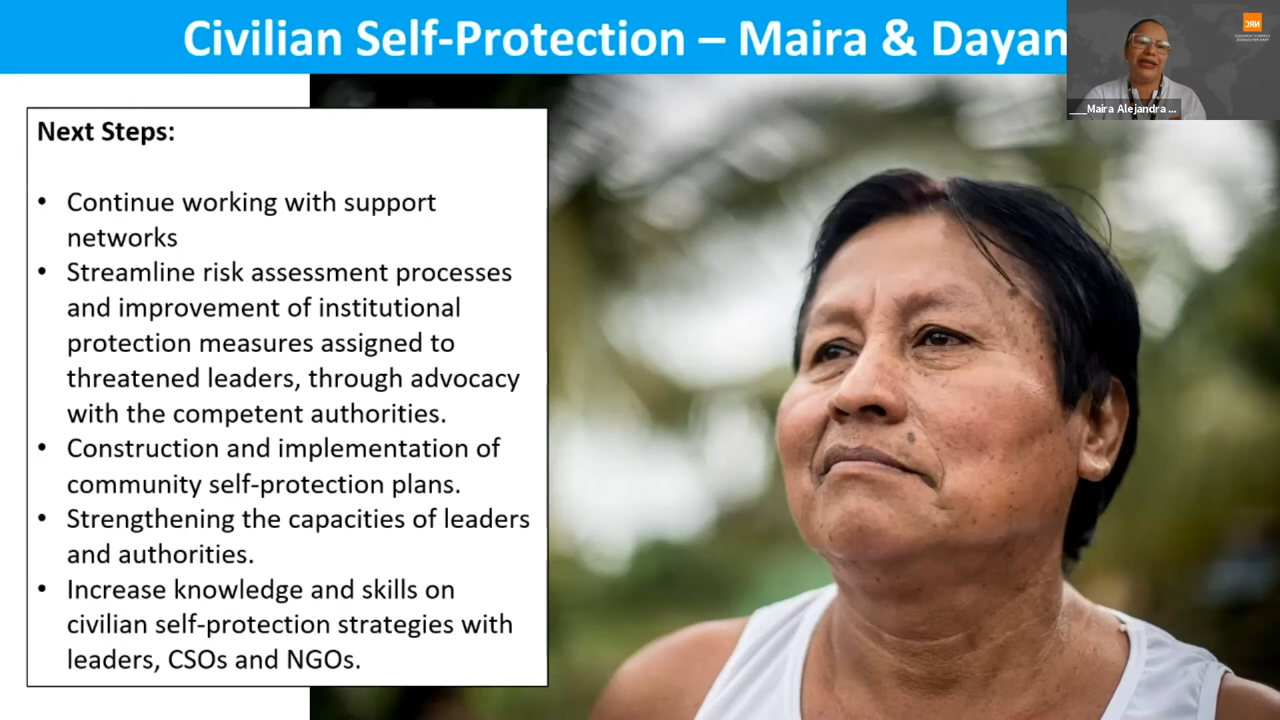 Civilian Self-Protection – Maira & Dayan
___Maira Alejandra ...
Next Steps:
• Continue working with support
networks
• Streamline risk assessment processes
and improvement of institutional
protection measures assigned to
threatened leaders, through advocacy
with the competent authorities.
• Construction and implementation of
community self-protection plans.
• Strengthening the capacities of leaders
and authorities.
• Increase knowledge and skills on
civilian self-protection strategies with
leaders, CSOs and NGOs.